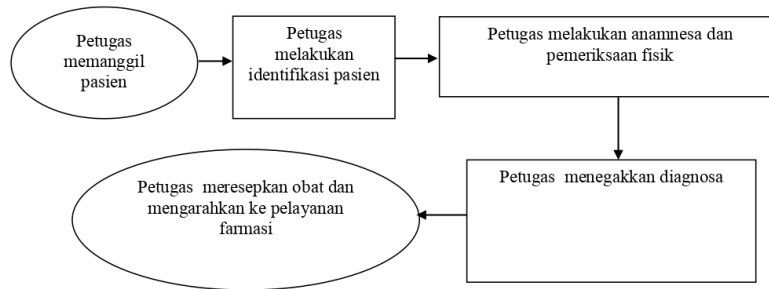 Petugas
memanggil
pasien
Petugas
melakukan
identifikasi pasien
Petugas melakukan anamnesa dan
pemeriksaan fisik
Petugas menegakkan diagnosa
Petugas meresepkan obat dan
mengarahkan ke pelayanan
farmasi